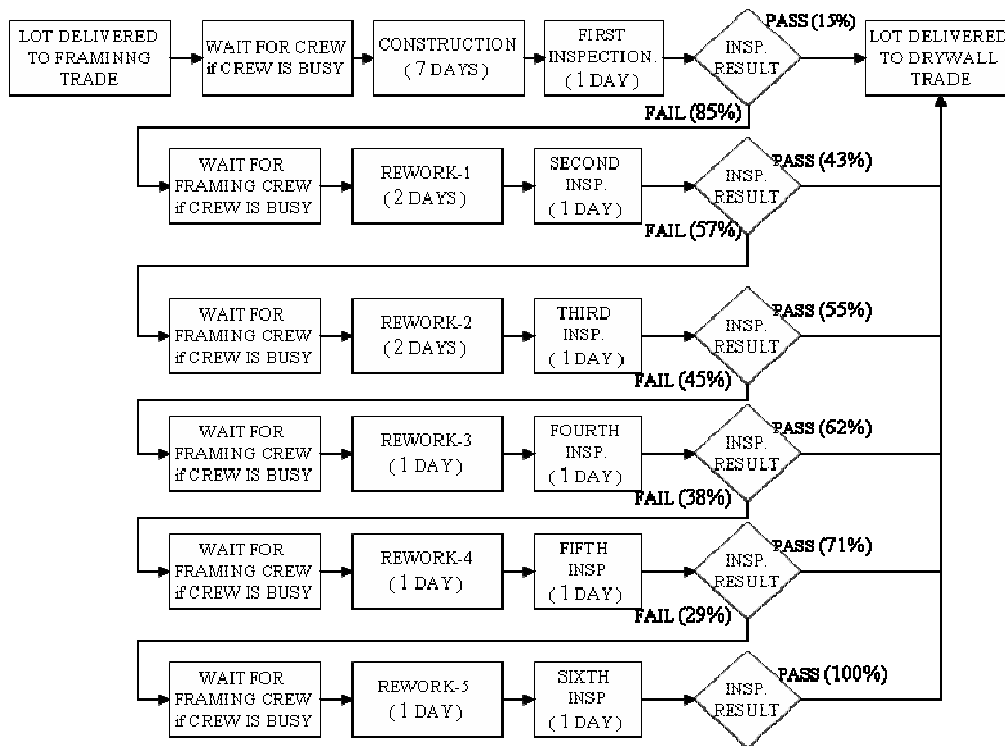 LOT DELIVERED
TO FRAMINNG
TRADE
WAIT FOR CREW
if CREW IS BUSY
CONSTRUCTION
( 7 DAYS )
FIRST
INSPECTION.
( 1 DAY )
INSP.
RESULT
PASS (15%)
LOT DELIVERED
TO DRYWALL
TRADE
FAIL (85%)
WAIT FOR
FRAMING CREW
if CREW IS BUSY
REWORK-1
( 2 DAYS )
SECOND
INSP.
( 1 DAY )
INSP.
RESULT
PASS (43%)
FAIL (57%)
WAIT FOR
FRAMING CREW
if CREW IS BUSY
REWORK-2
( 2 DAYS )
THIRD
INSP.
( 1 DAY )
INSP.
RESULT
PASS (55%)
FAIL (45%)
WAIT FOR
FRAMING CREW
if CREW IS BUSY
REWORK-3
( 1 DAY )
FOURTH
INSP.
( 1 DAY )
INSP.
RESULT
PASS (62%)
FAIL (38%)
WAIT FOR
FRAMING CREW
if CREW IS BUSY
REWORK-4
( 1 DAY )
FIFTH
INSP
( 1 DAY )
INSP.
RESULT
PASS (71%)
FAIL (29%)
WAIT FOR
FRAMING CREW
if CREW IS BUSY
REWORK-5
( 1 DAY )
SIXTH
INSP
( 1 DAY )
INSP.
RESULT
PASS (100%)